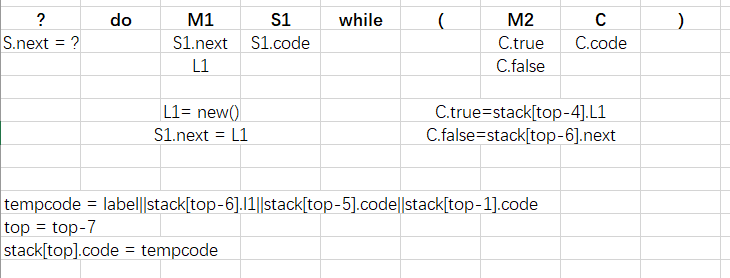 ? do M1 S1 while ( M2 C )
S.next = ? S1.next S1.code C.true C.code
L1 C.false
L1= new() C.true=stack[top-4].L1
S1.next = L1 C.false=stack[top-6].next
tempcode = label||stack[top-6].l1||stack[top-5].code||stack[top-1].code
top = top-7
stack[top].code = tempcode